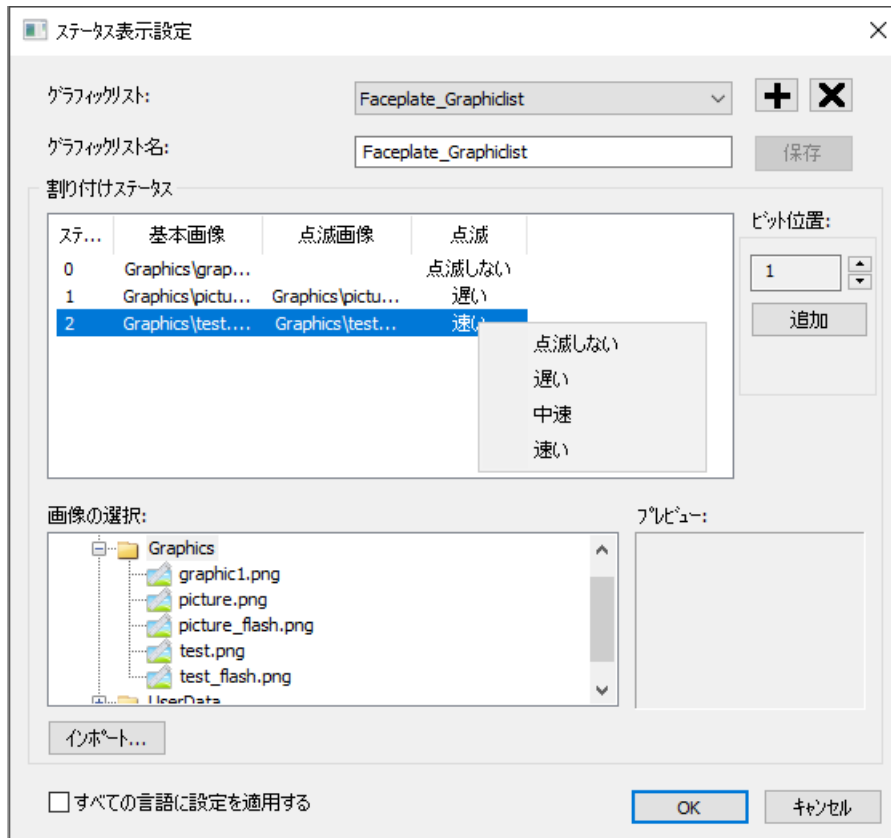 ステータス表示設定
グラフィックリスト:
Faceplate_Graphiclist
グラフィックリスト名:
Faceplate_Graphiclist
保存
割り付けステータス
ステ... 基本画像 点滅画像 点滅
0 Graphics\grap... 点滅しない
1 Graphics\pictu... Graphics\pictu... 遅い
2 Graphics\test.... Graphics\test... 速い
点滅しない
遅い
中速
速い
ビット位置:
1
追加
画像の選択:
Graphics
graphic1.png
picture.png
picture_flash.png
test.png
test_flash.png
UserData
プレビュー:
インポート...
すべての言語に設定を適用する
OK
キャンセル